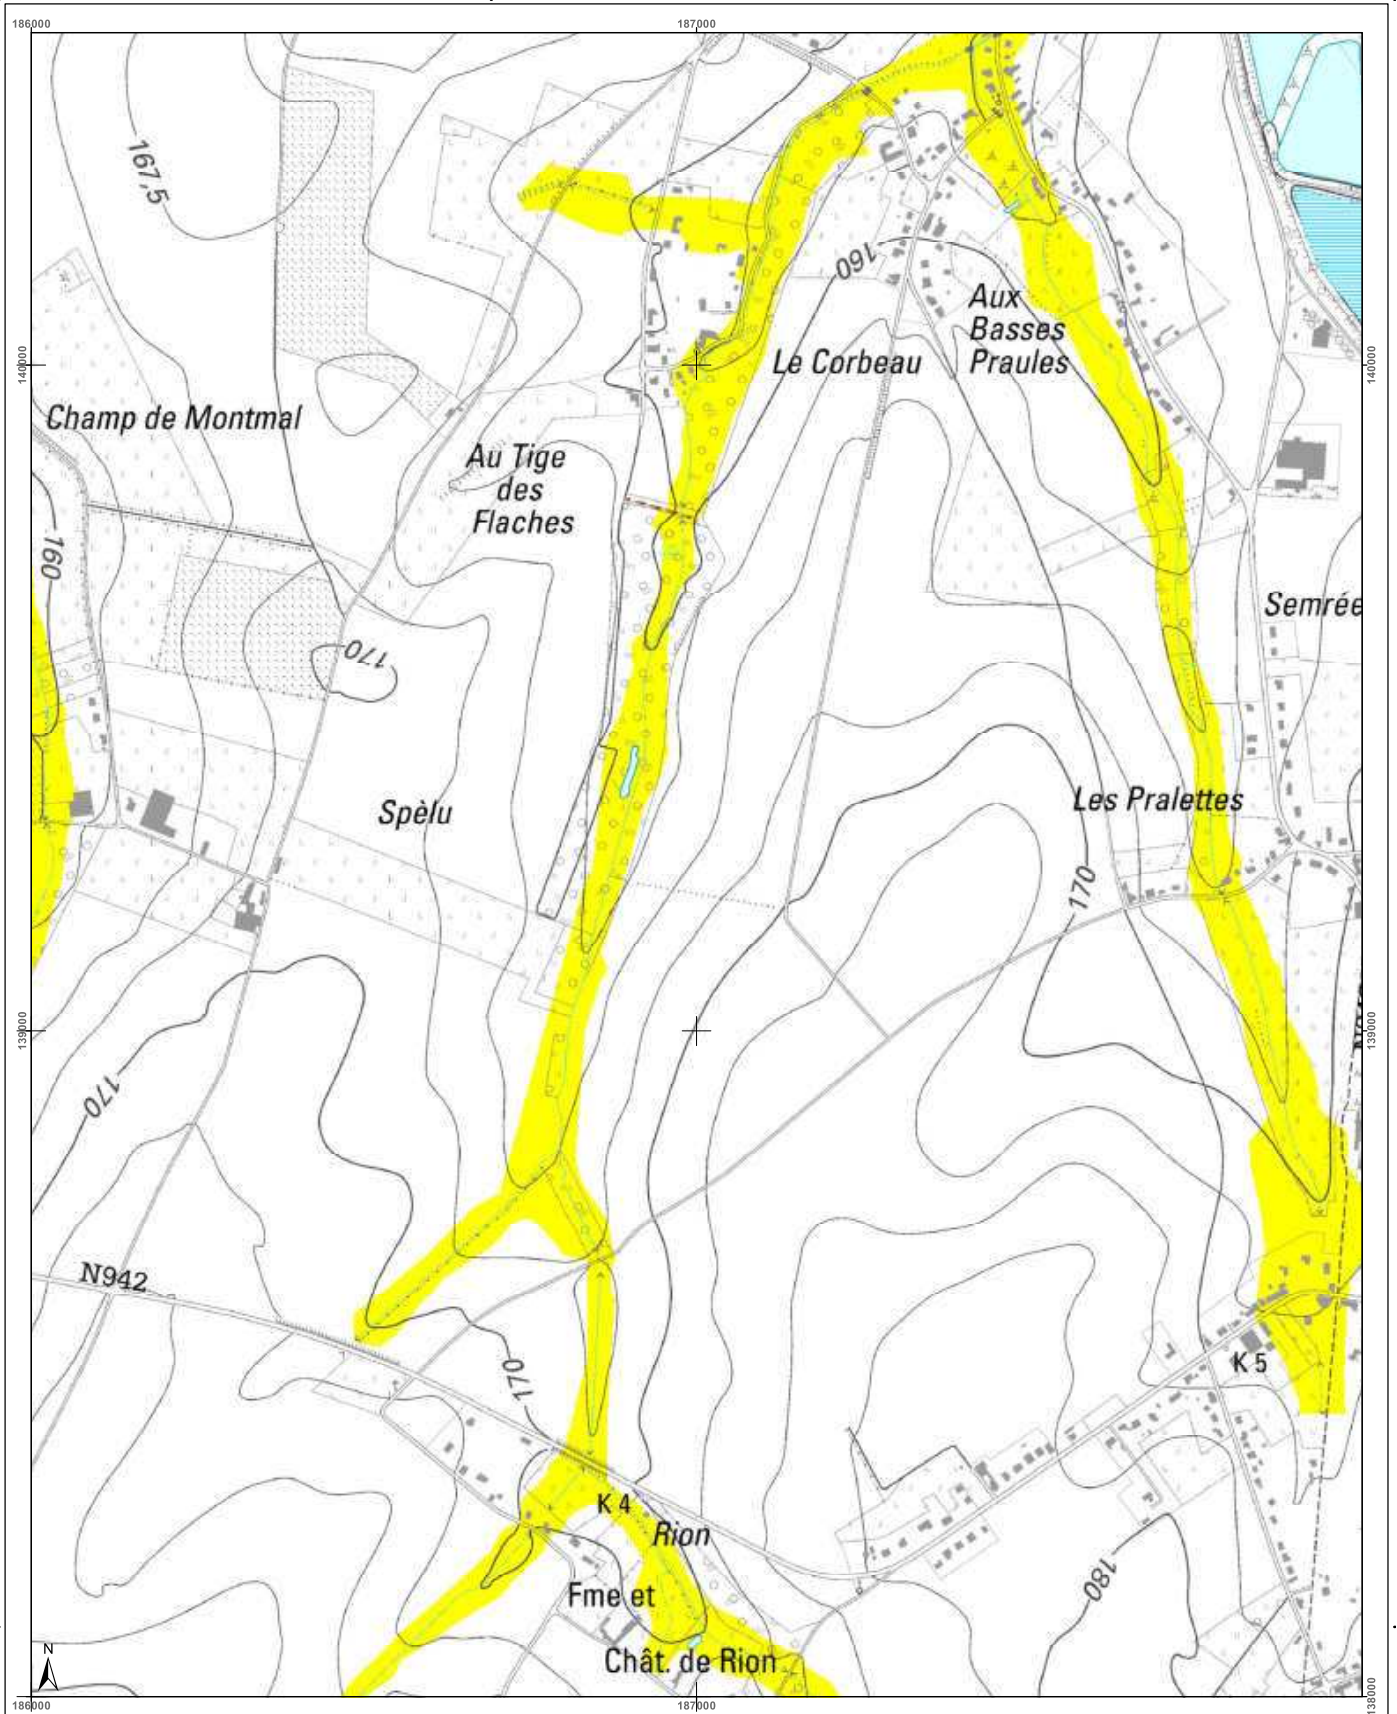 186000
187000
167,5
160
Aux
Basses
Praules
140000
140000
Le Corbeau
Champ de Montmal
Au Tige
des
Flaches
160
Semrée
170
Les Pralettes
Spèlu
170
139000
139000
170
N942
170
K 5
K 4
Rion
180
Fme et
Chât. de Rion
N
186000
187000
138000